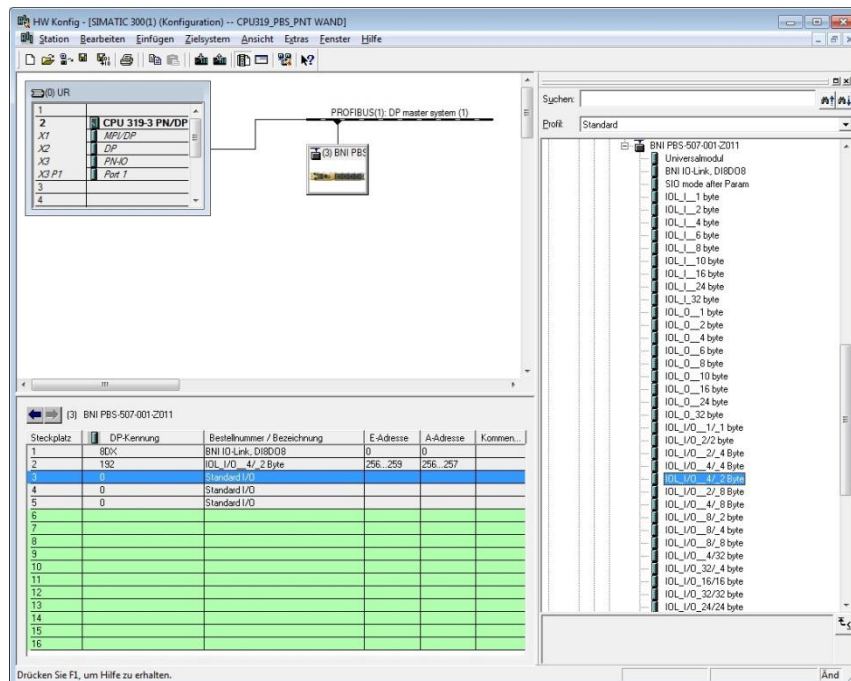 HW Konfig - [SIMATIC 300(1) (Konfiguration) -- CPU319_PBS_PNT WAND]
Station Bearbeiten Einfügen Zielsystem Ansicht Extras Fenster Hilfe
(0) UR
1
2 CPU 319-3 PN/DP
X1 MPI/DP
X2 DP
X3 PN-IO
X3 P1 Port 1
3
4
PROFIBUS(1): DP master system (1)
(3) BNI PBS
Suchen:
Profil: Standard
BNI PBS-507-001-Z011
Universalmodul
BNI IO-Link, DI8DO8
SIO mode after Param
IOL_I__1 byte
IOL_I__2 byte
IOL_I__4 byte
IOL_I__6 byte
IOL_I__8 byte
IOL_I__10 byte
IOL_I__16 byte
IOL_I__24 byte
IOL_I_32 byte
IOL_O__1 byte
IOL_O__2 byte
IOL_O__4 byte
IOL_O__6 byte
IOL_O__8 byte
IOL_O__10 byte
IOL_O__16 byte
IOL_O__24 byte
IOL_O_32 byte
IOL_I/O__1/_1 byte
IOL_I/O_2/2 byte
IOL_I/O__2/_4 Byte
IOL_I/O__4/_4 Byte
IOL_I/O__4/_2 Byte
IOL_I/O__2/_8 Byte
IOL_I/O__4/_8 Byte
IOL_I/O__8/_2 byte
IOL_I/O__8/_4 byte
IOL_I/O__8/_8 byte
IOL_I/O__4/32 byte
IOL_I/O_32/_4 byte
IOL_I/O_16/16 byte
IOL_I/O_32/32 byte
IOL_I/O_24/24 byte
(3) BNI PBS-507-001-Z011
Steckplatz DP-Kennung Bestellnummer / Bezeichnung E-Adresse A-Adresse Kommen...
1 8DX BNI IO-Link, DI8DO8 0 0
2 192 IOL_I/O__4/_2 Byte 256...259 256...257
3 0 Standard I/O
4 0 Standard I/O
5 0 Standard I/O
6
7
8
9
10
11
12
13
14
15
16
Drücken Sie F1, um Hilfe zu erhalten.
Änd